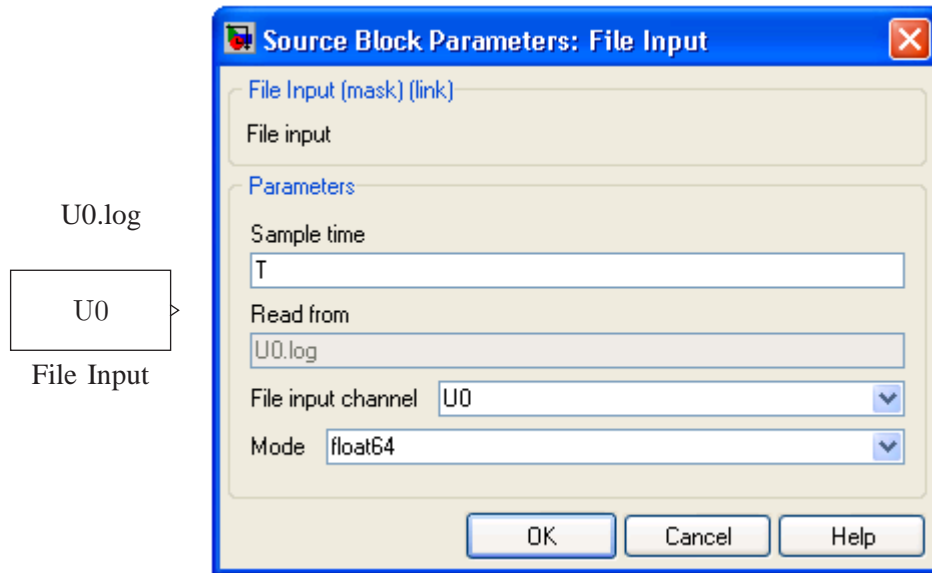 U0.log
U0
File Input
Source Block Parameters: File Input
File Input (mask) (link)
File input
Parameters
Sample time
T
Read from
U0.log
File input channel U0
Mode float64
OK Cancel Help